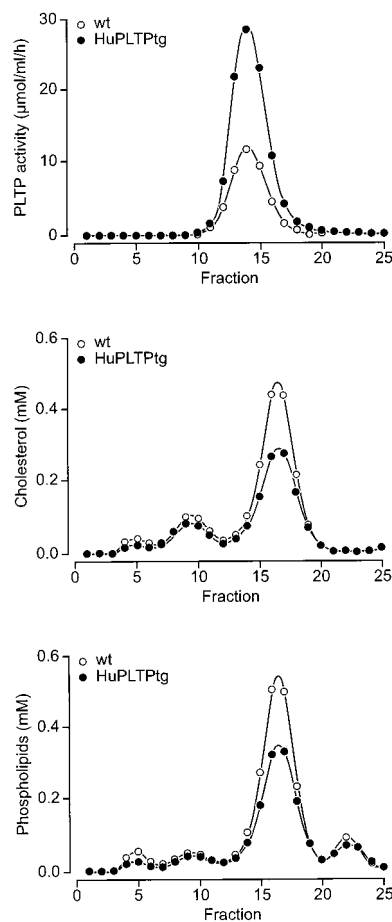 wt
HuPLTPtg
PLTP activity (μmol/ml/h)
30
20
10
0
0 5 10 15 20 25
Fraction
wt
HuPLTPtg
Cholesterol (mM)
0.6
0.4
0.2
0.0
0 5 10 15 20 25
Fraction
wt
HuPLTPtg
Phospholipids (mM)
0.6
0.4
0.2
0.0
0 5 10 15 20 25
Fraction